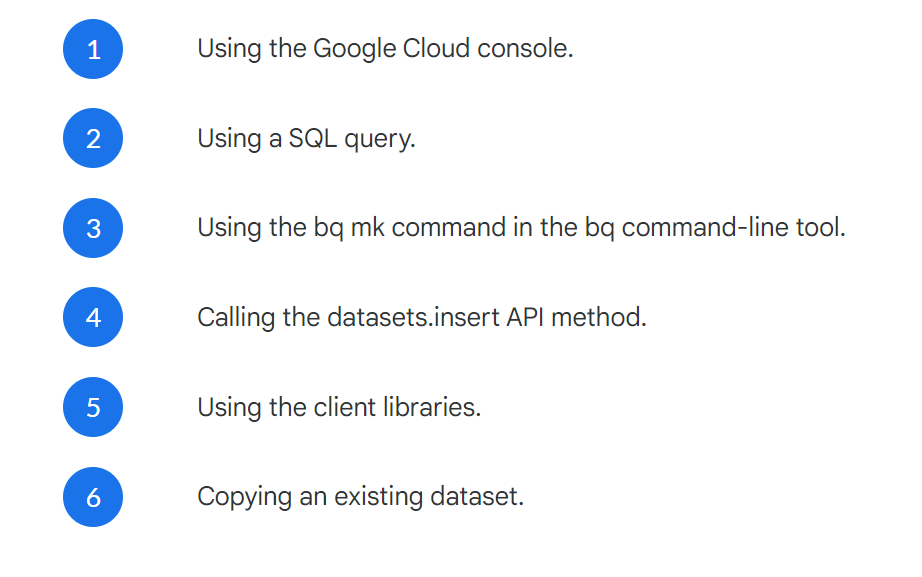 1 Using the Google Cloud console.
2 Using a SQL query.
3 Using the bq mk command in the bq command-line tool.
4 Calling the datasets.insert API method.
5 Using the client libraries.
6 Copying an existing dataset.